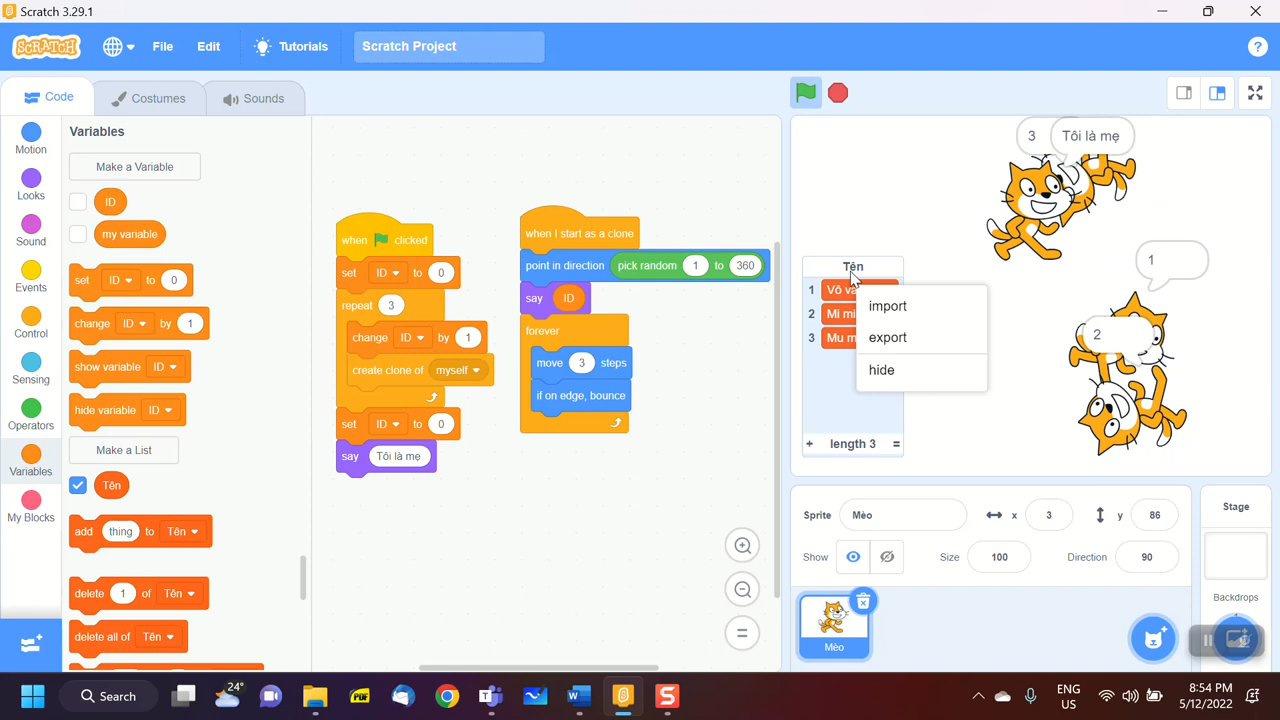 Scratch 3.29.1
SCRATCH File Edit Tutorials Scratch Project ?
Code Costumes Sounds
Motion
Looks
Sound
Events
Control
Sensing
Operators
Variables
My Blocks
Variables
Make a Variable
ID
my variable
set ID to 0
change ID by 1
show variable ID
hide variable ID
Make a List
Tên
add thing to Tên
delete 1 of Tên
delete all of Tên
when clicked
set ID to 0
repeat 3
change ID by 1
create clone of myself
set ID to 0
say Tôi là mẹ
when I start as a clone
point in direction pick random 1 to 360
say ID
forever
move 3 steps
if on edge, bounce
3 Tôi là mẹ
1
2
Tên
1 Vô
2 Mi
3 Mu
+ length 3 =
import
export
hide
Sprite Mèo x 3 y 86
Show Size 100 Direction 90
Mèo
Stage
Backdrops
Search 24° PDF ENG
US 8:54 PM
5/12/2022